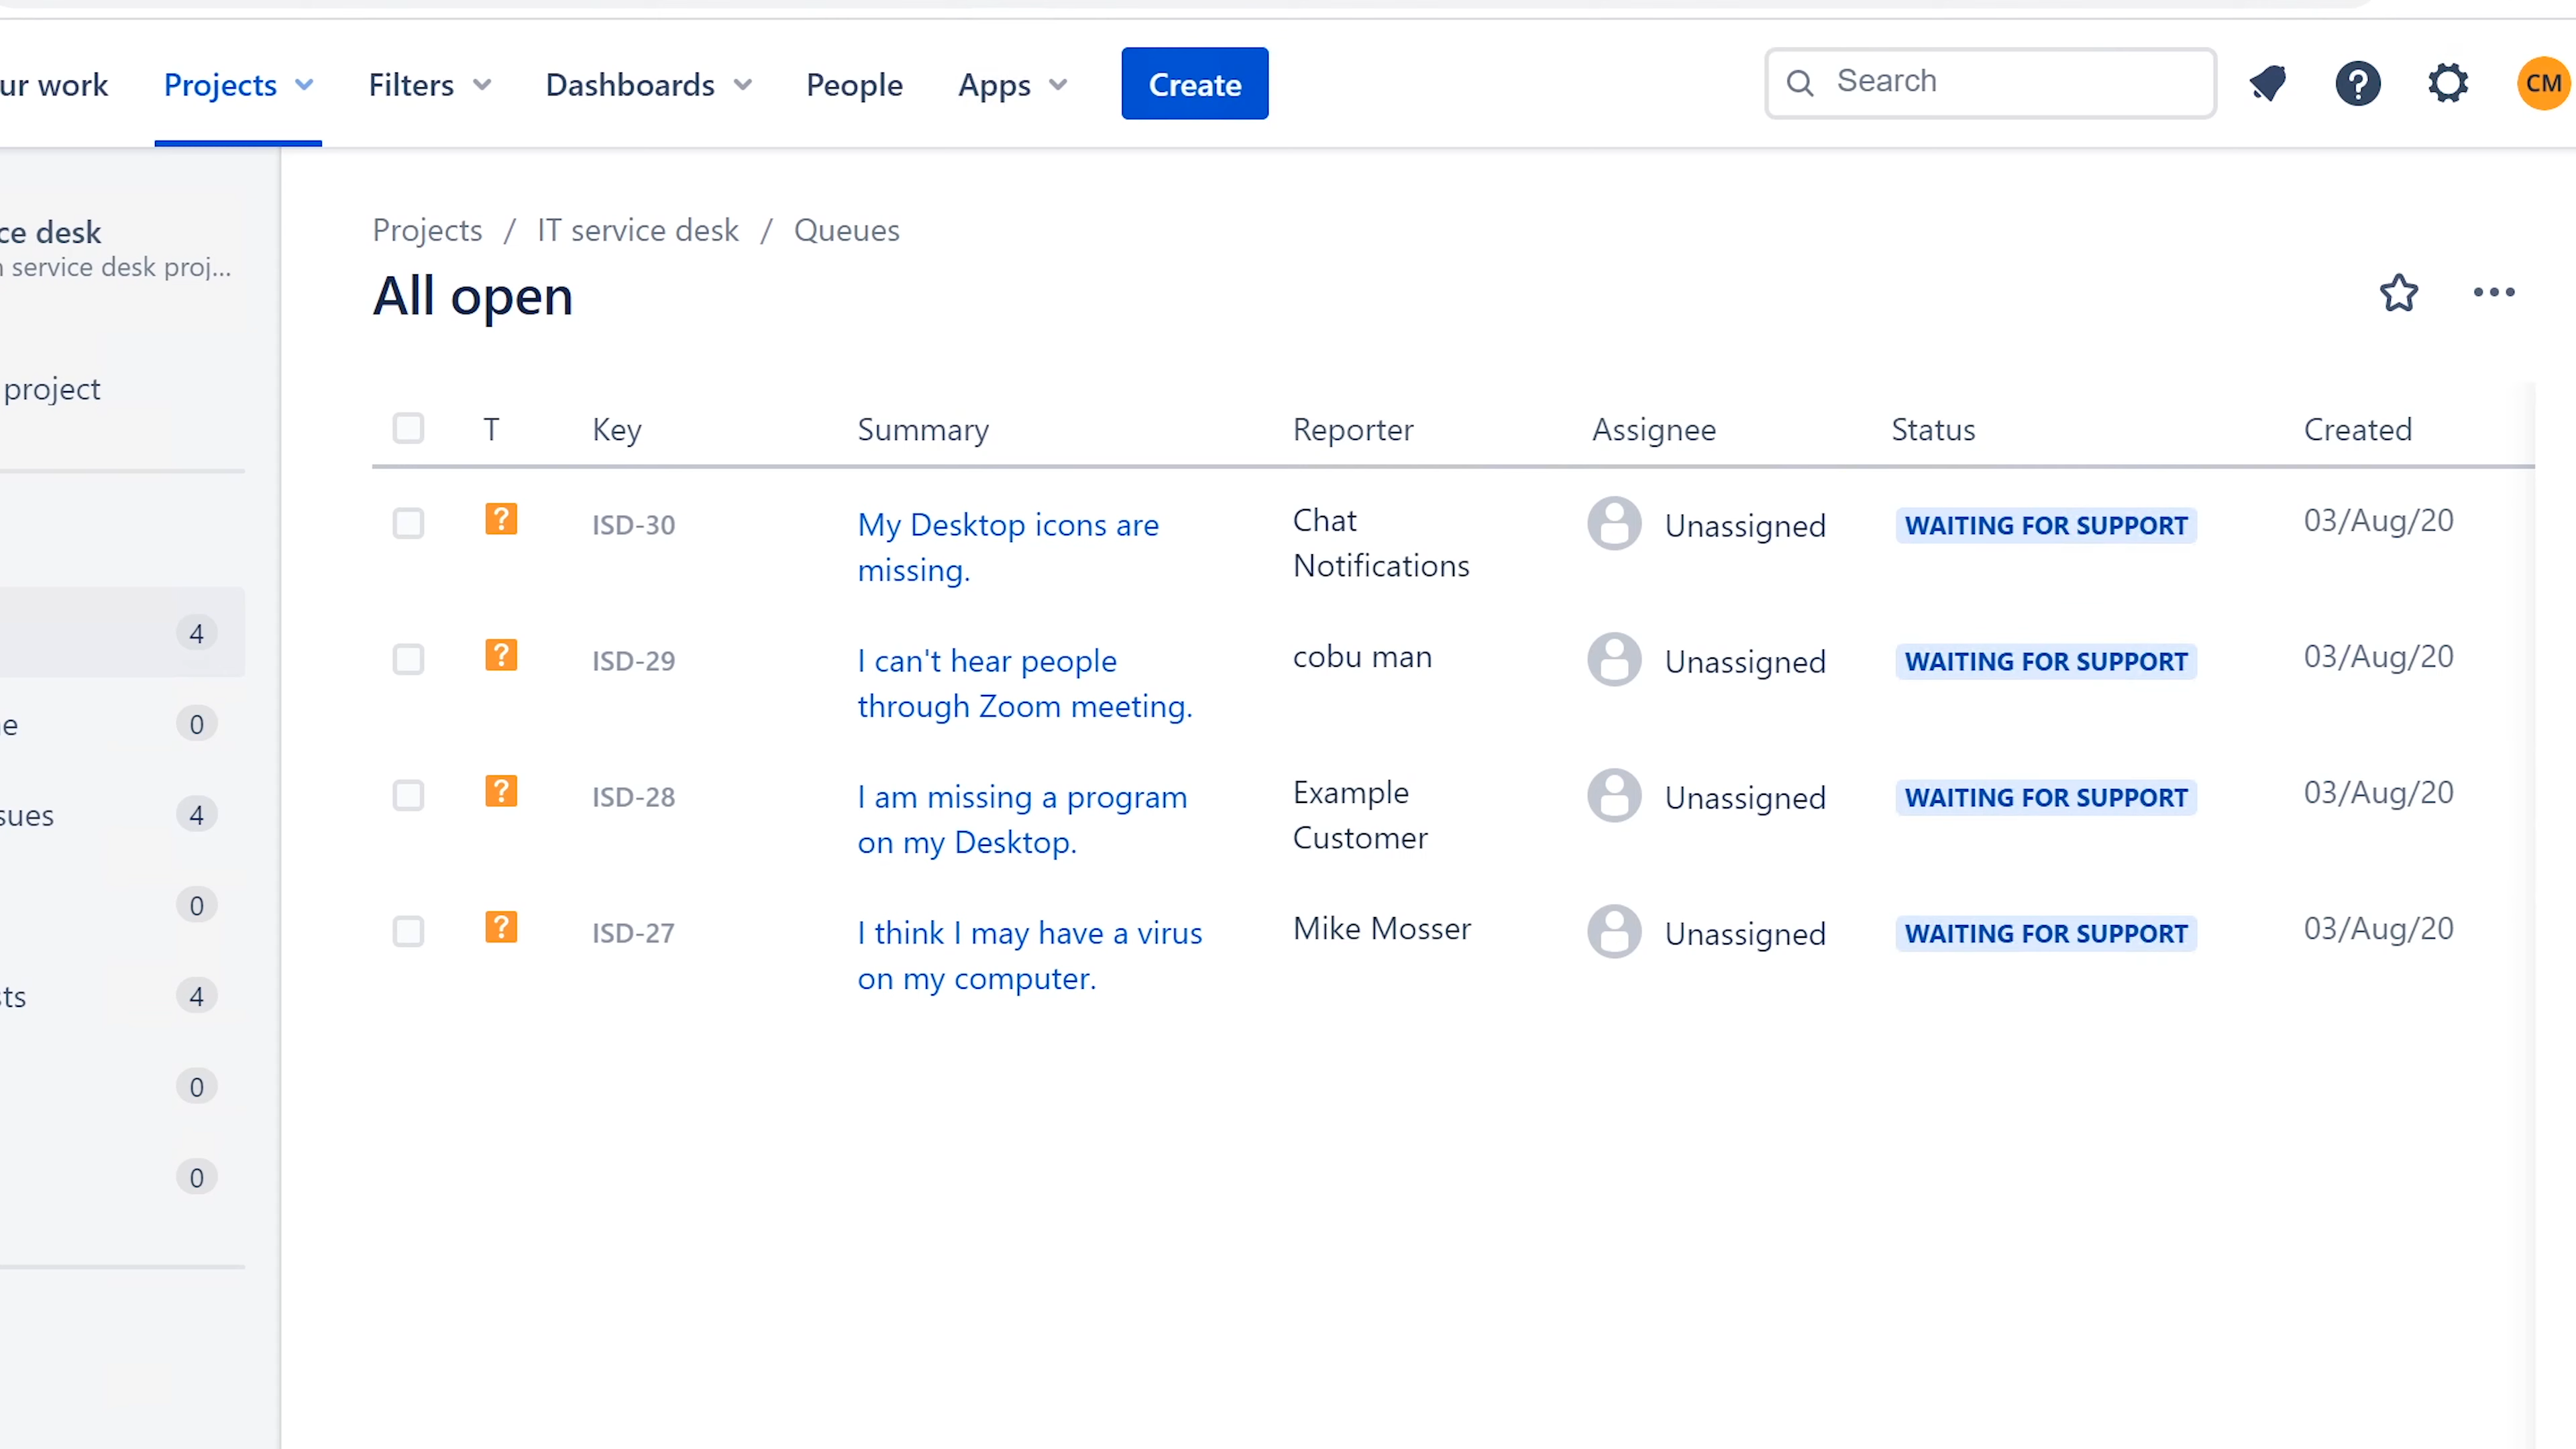 ur work Projects Filters Dashboards People Apps Create Search CM
ce desk
service desk proj...
project
4
e 0
sues 4
0
ts 4
0
0
Projects / IT service desk / Queues
All open
T Key Summary Reporter Assignee Status Created
? ISD-30 My Desktop icons are Chat Unassigned WAITING FOR SUPPORT 03/Aug/20
missing. Notifications
? ISD-29 I can't hear people cobu man Unassigned WAITING FOR SUPPORT 03/Aug/20
through Zoom meeting.
? ISD-28 I am missing a program Example Unassigned WAITING FOR SUPPORT 03/Aug/20
on my Desktop. Customer
? ISD-27 I think I may have a virus Mike Mosser Unassigned WAITING FOR SUPPORT 03/Aug/20
on my computer.